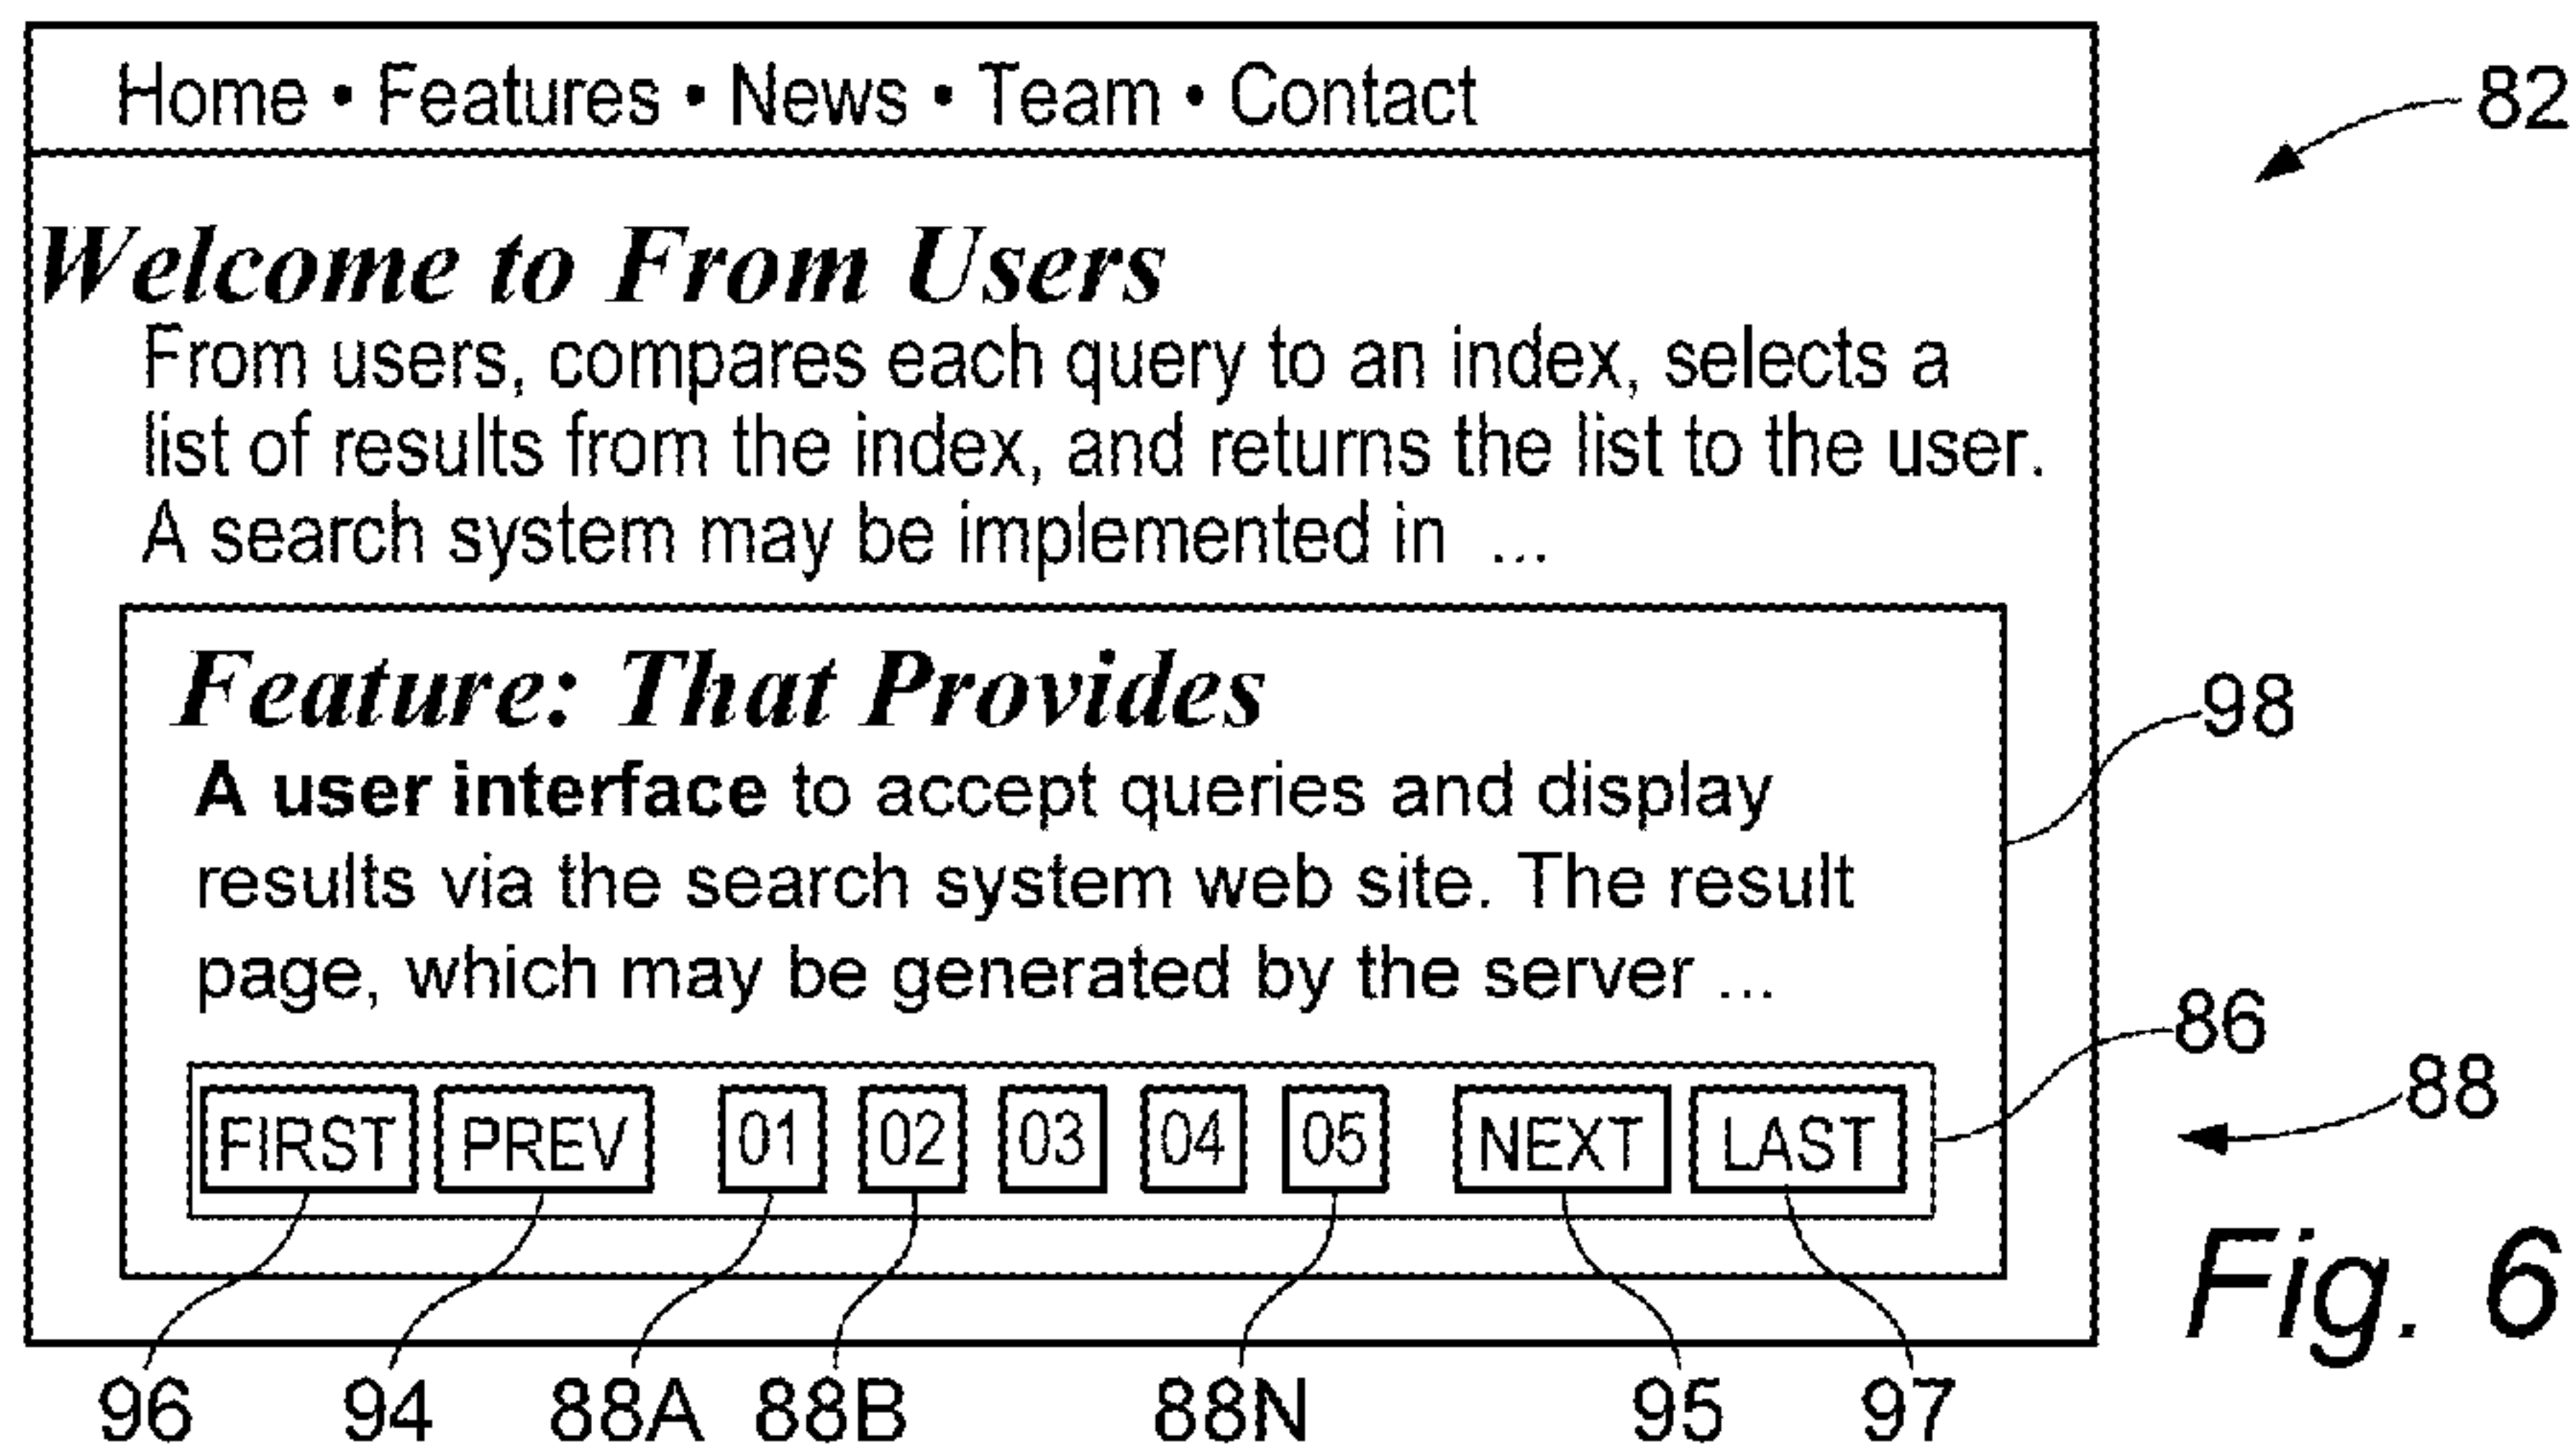 Home • Features • News • Team • Contact
82
Welcome to From Users
From users, compares each query to an index, selects a
list of results from the index, and returns the list to the user.
A search system may be implemented in ...
Feature: That Provides
98
A user interface to accept queries and display
results via the search system web site. The result
page, which may be generated by the server ...
86
88
FIRST PREV 01 02 03 04 05 NEXT LAST
Fig. 6
96 94 88A 88B 88N 95 97